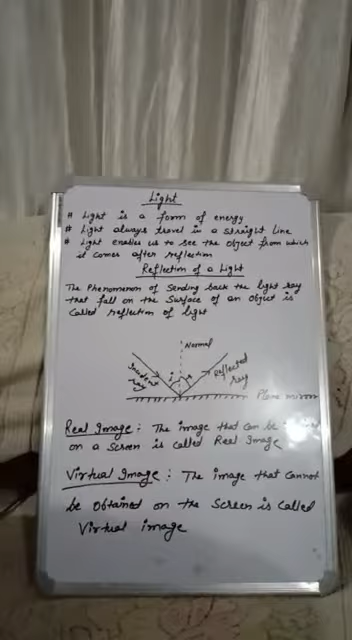 Light
# Light is a form of energy
# Light always travel in a straight line
# Light enables us to see the object from which
it comes after reflection
Reflection of a Light
The Phenomenon of Sending back the light ray
that fall on the Surface of an object is
Called reflection of light
Normal
Incident
ray
i
r
Reflected
ray
Plane mirror
Real Image : The image that can be
on a Screen is called Real Image
Virtual Image : The image that cannot
be Obtained on the Screen is Called
Virtual image